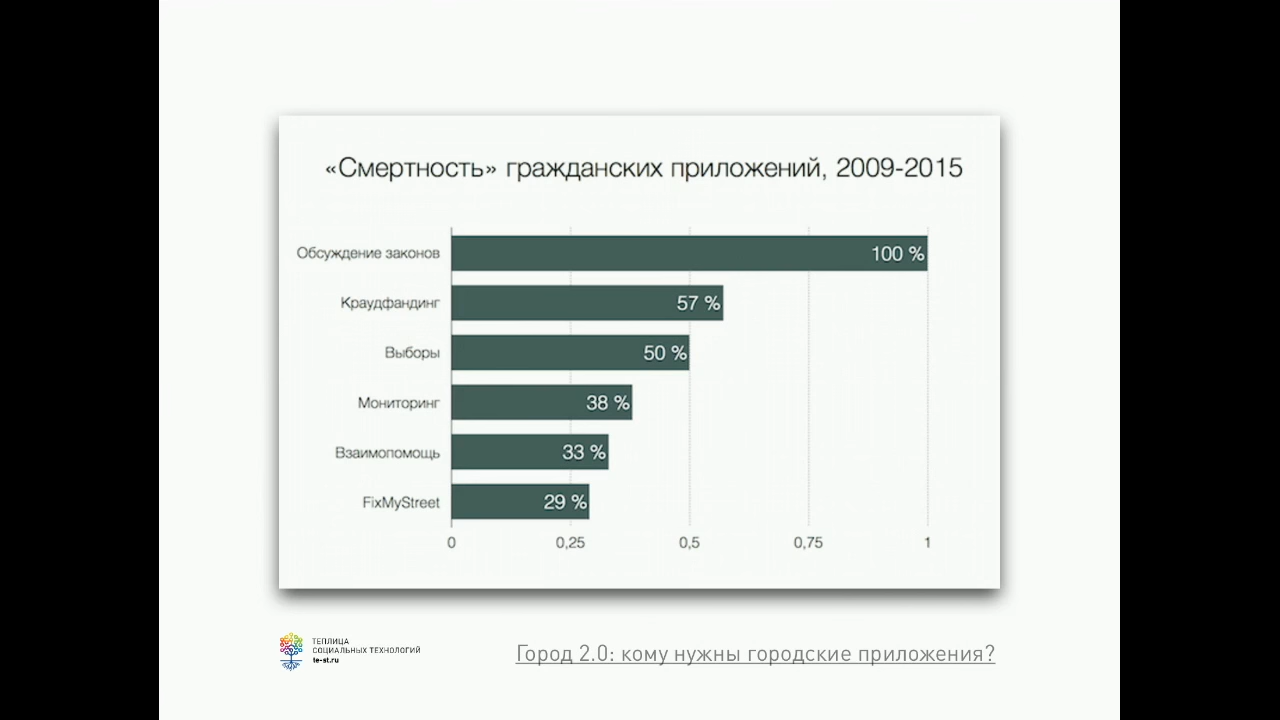 «Смертность» гражданских приложений, 2009-2015
Обсуждение законов
100 %
Краудфандинг
57 %
Выборы
50 %
Мониторинг
38 %
Взаимопомощь
33 %
FixMyStreet
29 %
0
0,25
0,5
0,75
1
ТЕПЛИЦА
СОЦИАЛЬНЫХ ТЕХНОЛОГИЙ
te-st.ru
Город 2.0: кому нужны городские приложения?